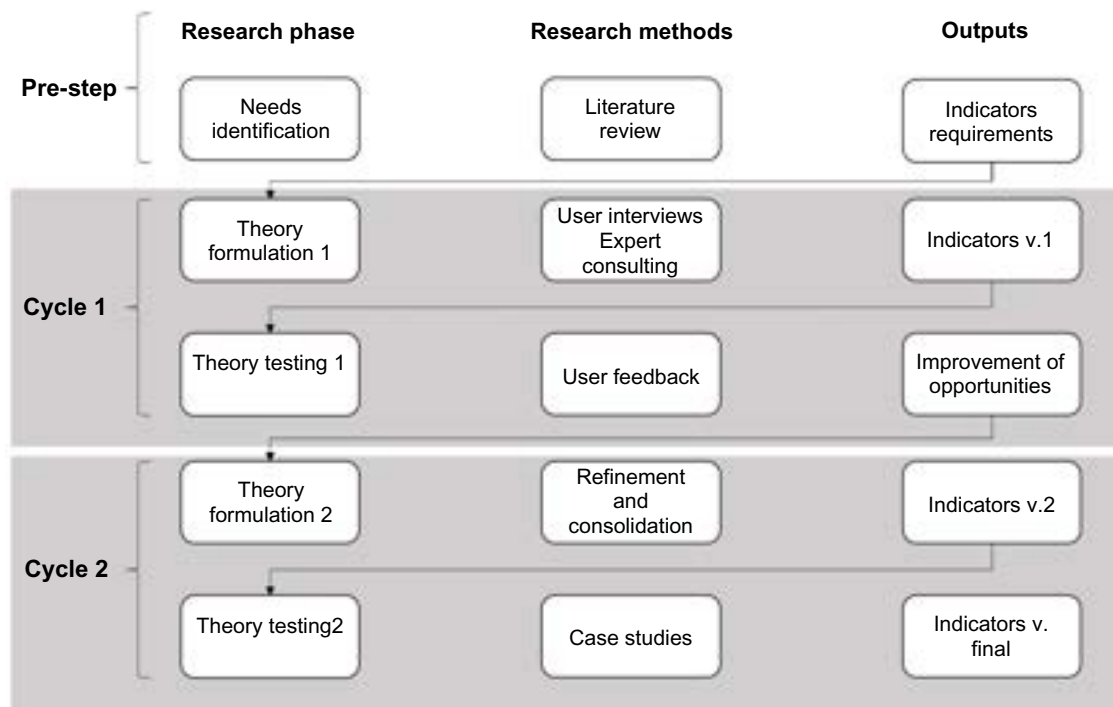 Research phase
Research methods
Outputs
Pre-step
Needs
identification
Literature
review
Indicators
requirements
Cycle 1
Theory
formulation 1
User interviews
Expert
consulting
Indicators v.1
Theory testing 1
User feedback
Improvement of
opportunities
Cycle 2
Theory
formulation 2
Refinement
and
consolidation
Indicators v.2
Theory testing2
Case studies
Indicators v.
final